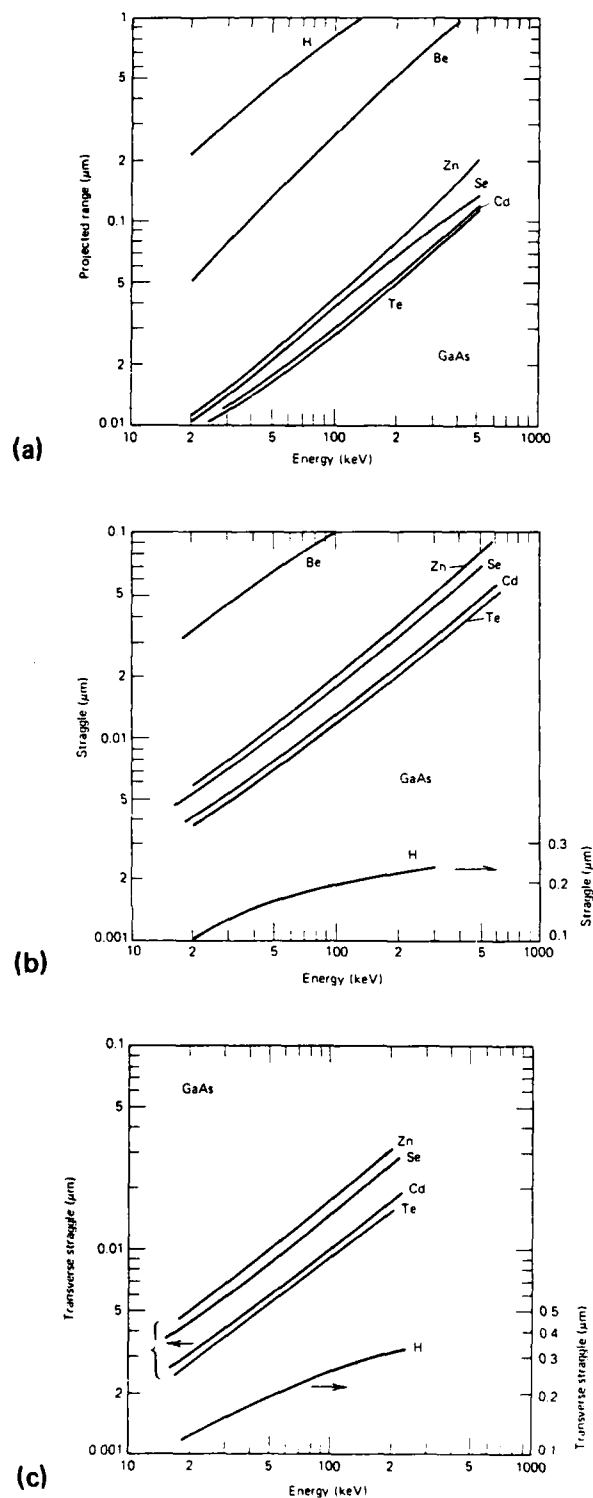 1
H
5
Be
2
Zn
Se
0.1
Cd
Projected range (μm)
5
Te
2
GaAs
0.01
10 2 5 100 2 5 1000
Energy (keV)
(a)
0.1
Be
Zn
Se
5
Cd
Te
2
Straggle (μm)
0.01
5
GaAs
0.3
H
2
0.2
Straggle (μm)
0.001
0.1
10 2 5 100 2 5 1000
Energy (keV)
(b)
0.1
GaAs
5
Zn
Se
2
Cd
Te
Transverse straggle (μm)
0.01
5
0.5
0.4
H
0.3
2
0.2
Transverse straggle (μm)
0.001
0.1
10 2 5 100 2 5 1000
Energy (keV)
(c)